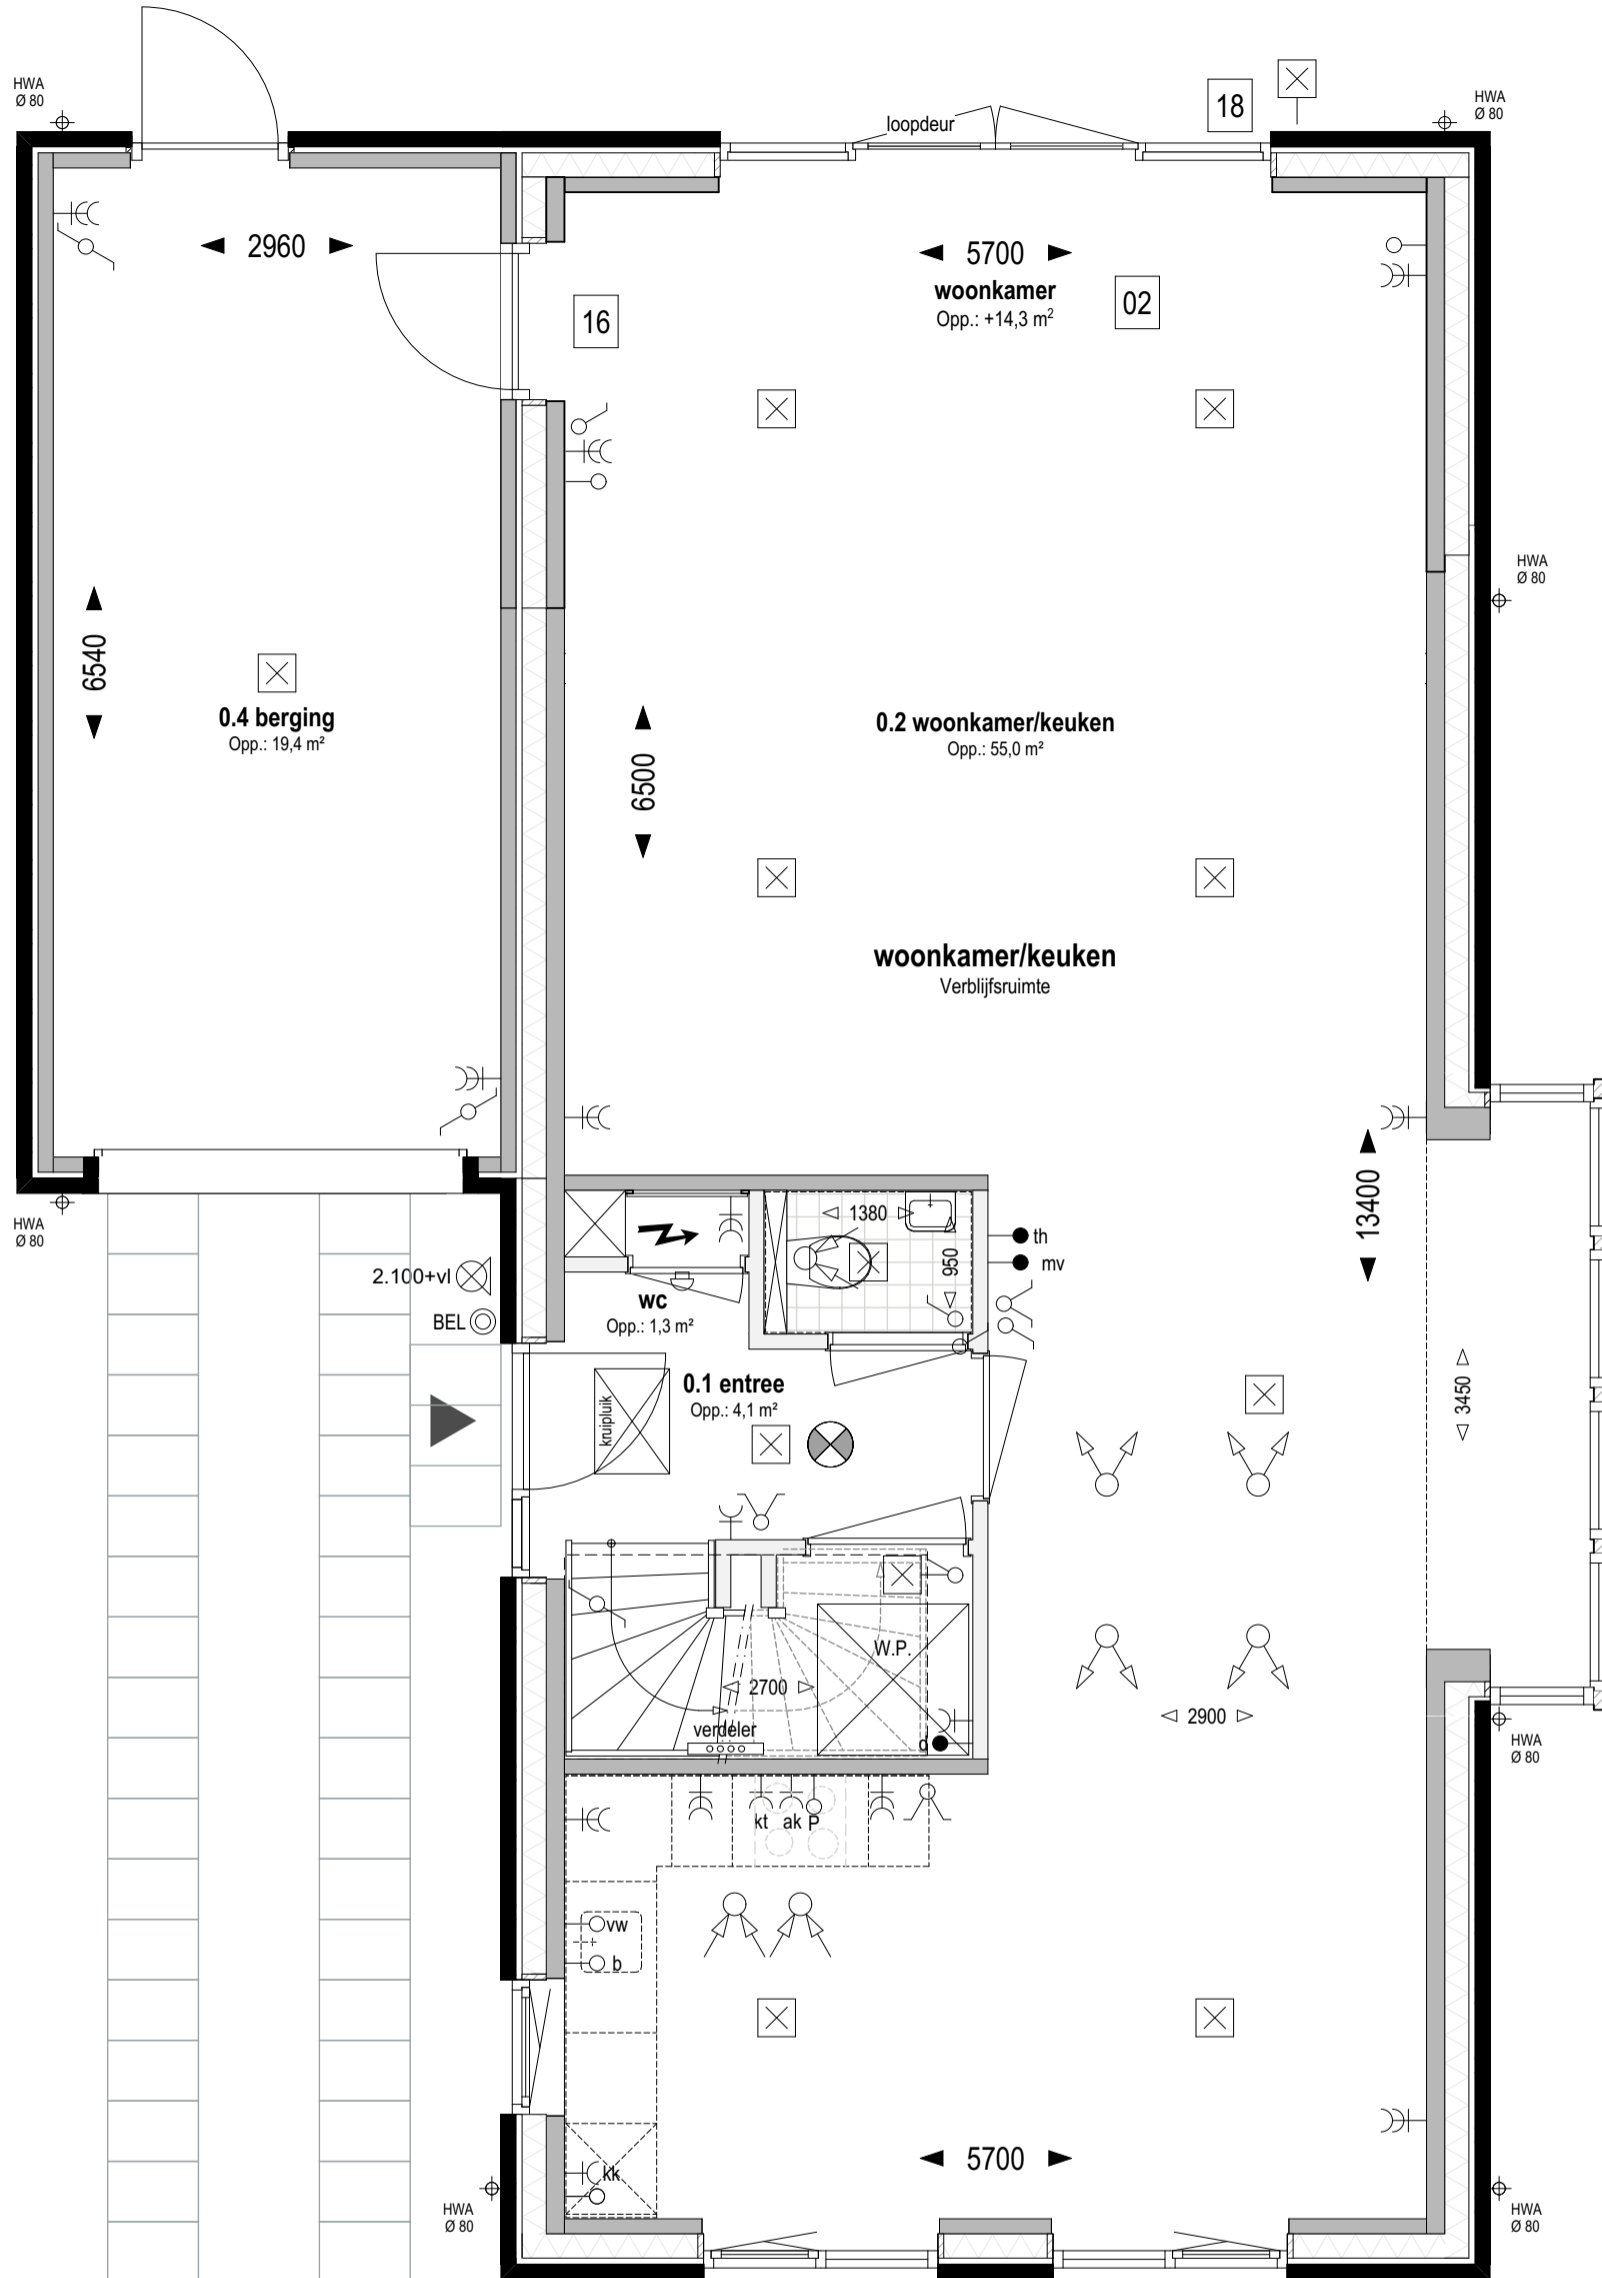 HWA
Ø 80
18
HWA
Ø 80
loopdeur
2960
5700
woonkamer
Opp.: +14,3 m²
02
16
HWA
Ø 80
6540
0.4 berging
Opp.: 19,4 m²
0.2 woonkamer/keuken
Opp.: 55,0 m²
6500
woonkamer/keuken
Verblijfsruimte
13400
HWA
Ø 80
1380
950
th
mv
2.100+vl
BEL
wc
Opp.: 1,3 m²
0.1 entree
Opp.: 4,1 m²
kruipluik
3450
W.P.
2700
2900
verdeler
d
HWA
Ø 80
kt ak P
vw
b
kk
5700
HWA
Ø 80
HWA
Ø 80